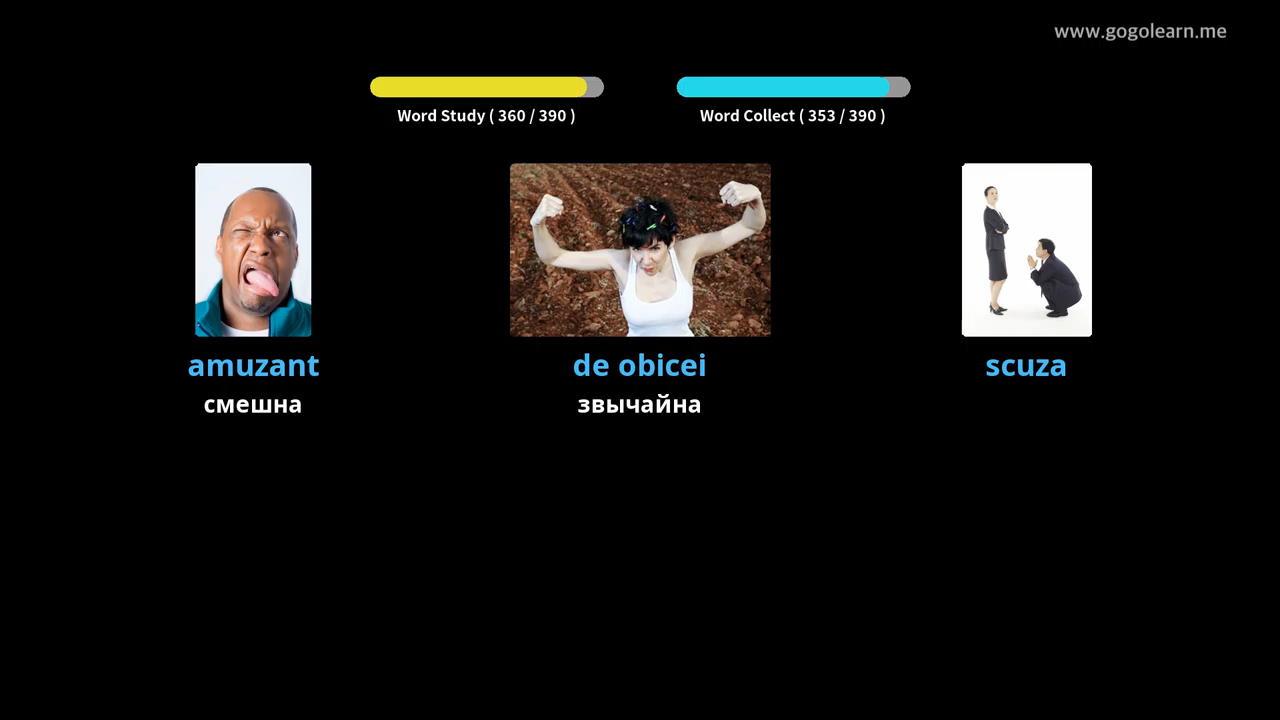 www.gogolearn.me
Word Study ( 360 / 390 )
Word Collect ( 353 / 390 )
amuzant
de obicei
scuza
смешна
звычайна